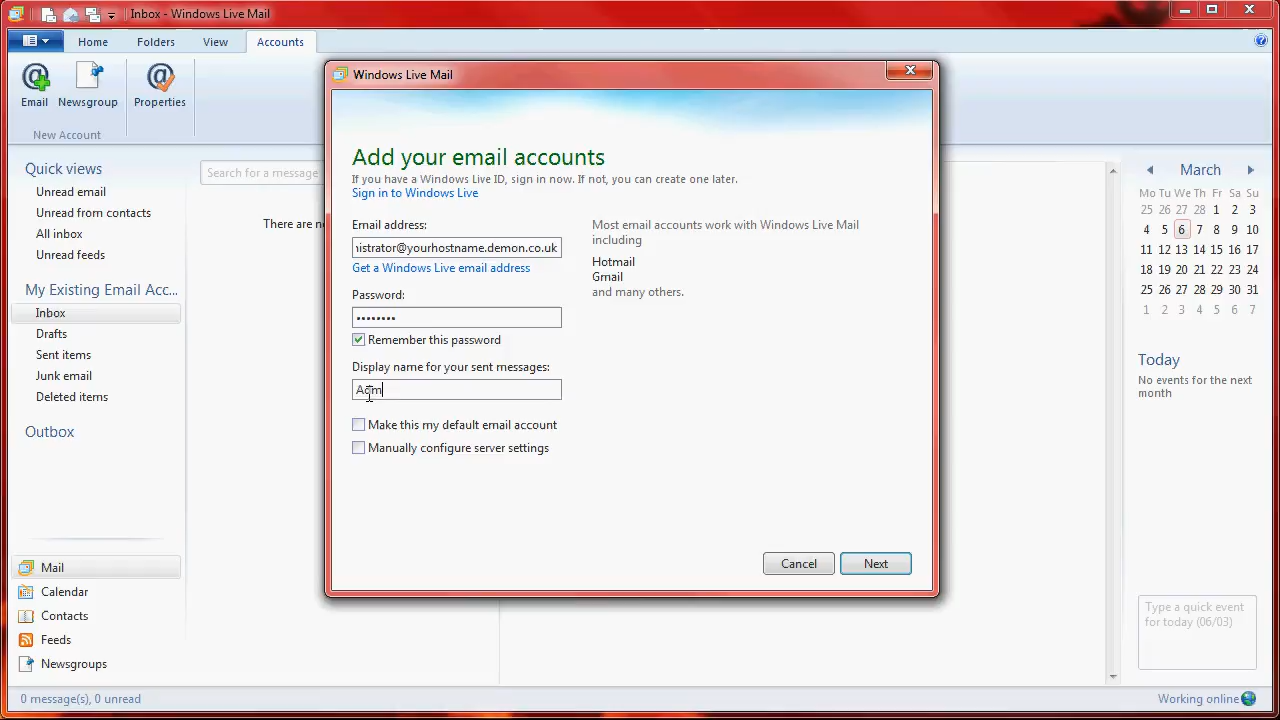 Inbox - Windows Live Mail
Home Folders View Accounts
Email Newsgroup Properties
New Account
Quick views
Unread email
Unread from contacts
All inbox
Unread feeds
My Existing Email Acc...
Inbox
Drafts
Sent items
Junk email
Deleted items
Outbox
Mail
Calendar
Contacts
Feeds
Newsgroups
0 message(s), 0 unread
Search for a message
There are
Windows Live Mail
Add your email accounts
If you have a Windows Live ID, sign in now. If not, you can create one later.
Sign in to Windows Live
Email address:
istrator@yourhostname.demon.co.uk
Get a Windows Live email address
Password:
••••••••
Remember this password
Display name for your sent messages:
Adm
Make this my default email account
Manually configure server settings
Most email accounts work with Windows Live Mail
including
Hotmail
Gmail
and many others.
Cancel Next
March
Mo Tu We Th Fr Sa Su
25 26 27 28 1 2 3
4 5 6 7 8 9 10
11 12 13 14 15 16 17
18 19 20 21 22 23 24
25 26 27 28 29 30 31
1 2 3 4 5 6 7
Today
No events for the next
month
Type a quick event
for today (06/03)
Working online